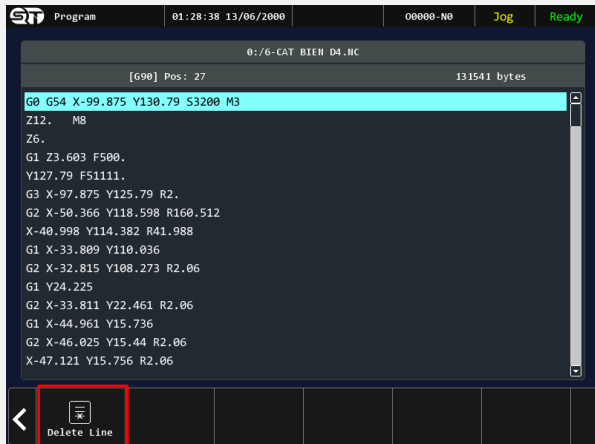 ST Program 01:28:38 13/06/2000 O0000-N0 Jog Ready
0:/6-CAT BIEN D4.NC
[G90] Pos: 27 131541 bytes
G0 G54 X-99.875 Y130.79 S3200 M3
Z12. M8
Z6.
G1 Z3.603 F500.
Y127.79 F51111.
G3 X-97.875 Y125.79 R2.
G2 X-50.366 Y118.598 R160.512
X-40.998 Y114.382 R41.988
G1 X-33.809 Y110.036
G2 X-32.815 Y108.273 R2.06
G1 Y24.225
G2 X-33.811 Y22.461 R2.06
G1 X-44.961 Y15.736
G2 X-46.025 Y15.44 R2.06
X-47.121 Y15.756 R2.06
Delete Line